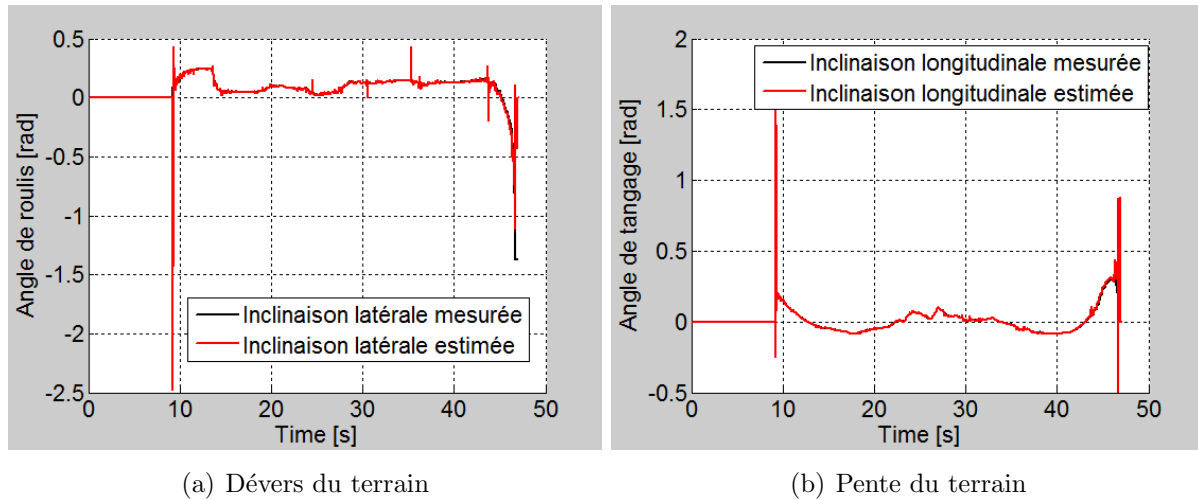 0.5
0
-0.5
-1
-1.5
-2
-2.5
0
10
20
30
40
50
Angle de roulis [rad]
Time [s]
Inclinaison latérale mesurée
Inclinaison latérale estimée
(a) Dévers du terrain
2
1.5
1
0.5
0
-0.5
0
10
20
30
40
50
Angle de tangage [rad]
Time [s]
Inclinaison longitudinale mesurée
Inclinaison longitudinale estimée
(b) Pente du terrain